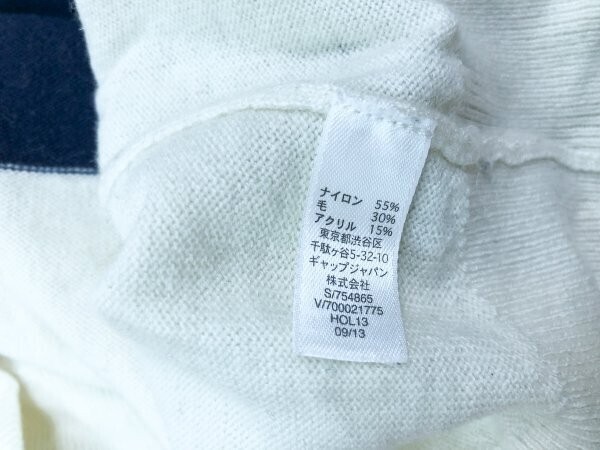 ナイロン 55%
毛 30%
アクリル 15%
東京都渋谷区
千駄ヶ谷5-32-10
ギャップジャパン
株式会社
S/754865
V/700021775
HOL13
09/13